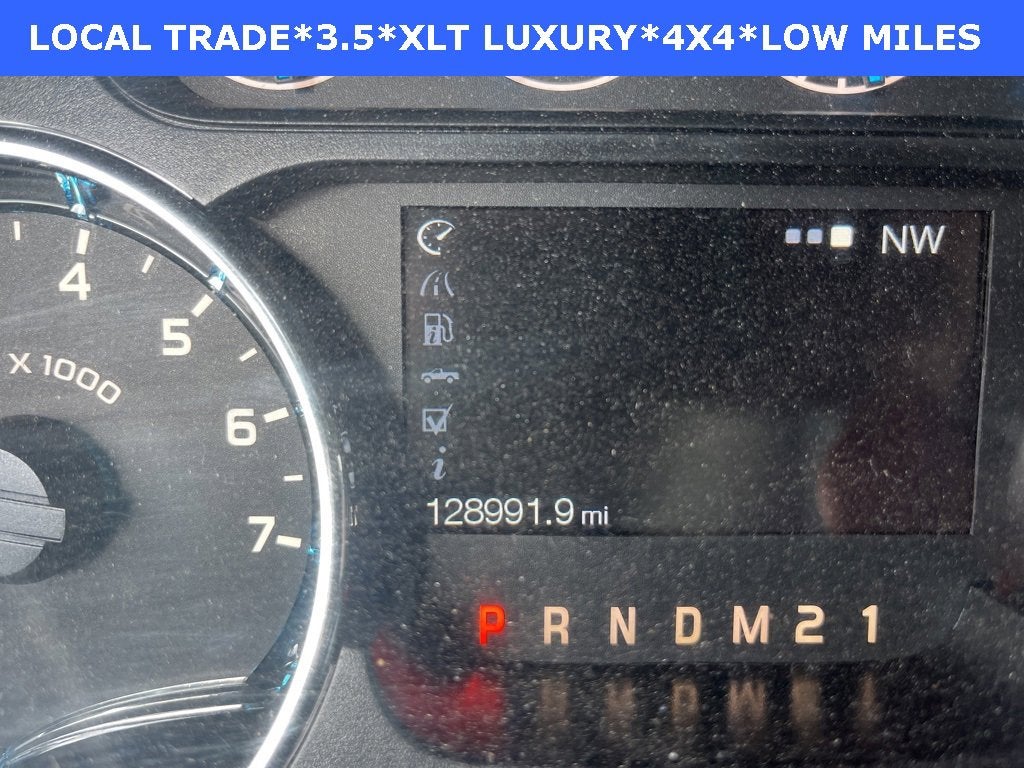 LOCAL TRADE*3.5*XLT LUXURY*4X4*LOW MILES
NW
4
5
X 1000
6
7
i
128991.9 mi
P R N D M 2 1